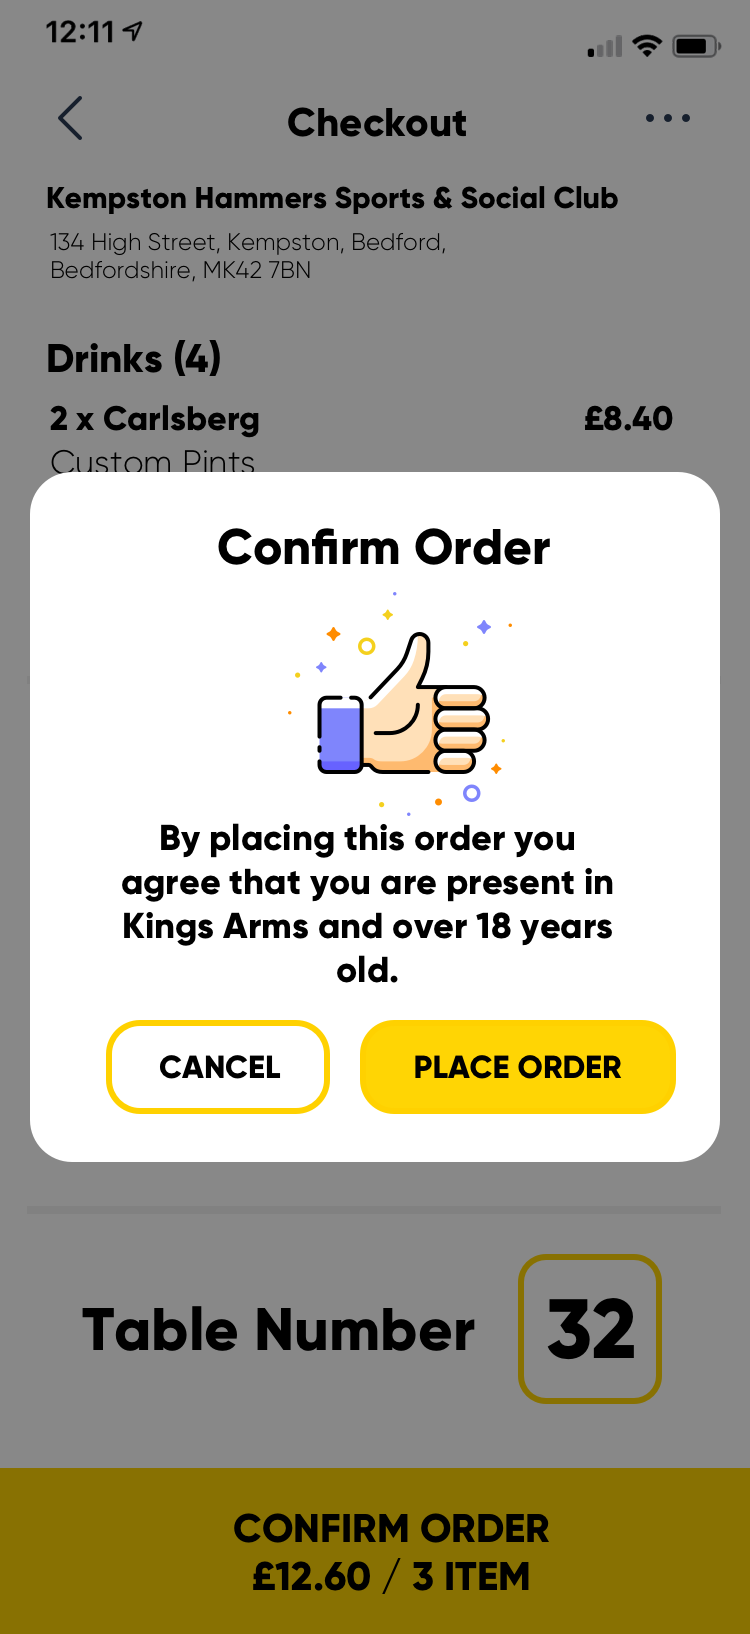 12:11
Checkout
Kempston Hammers Sports & Social Club
134 High Street, Kempston, Bedford,
Bedfordshire, MK42 7BN
Drinks (4)
2 x Carlsberg £8.40
Custom Pints
Confirm Order
By placing this order you
agree that you are present in
Kings Arms and over 18 years
old.
CANCEL PLACE ORDER
Table Number 32
CONFIRM ORDER
£12.60 / 3 ITEM